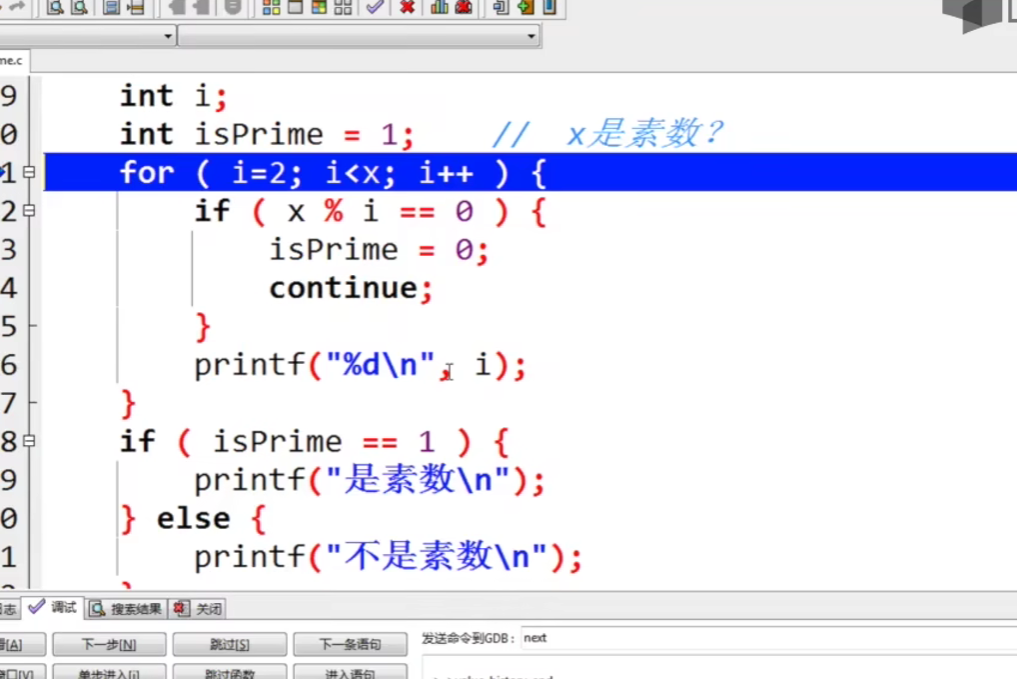 me.c
9 int i;
0 int isPrime = 1; // x是素数？
1 for ( i=2; i<x; i++ ) {
2 if ( x % i == 0 ) {
3 isPrime = 0;
4 continue;
5 }
6 printf("%d\n", i);
7 }
8 if ( isPrime == 1 ) {
9 printf("是素数\n");
0 } else {
1 printf("不是素数\n");
志 调试 搜索结果 关闭
看[A] 下一步[N] 跳过[S] 下一条语句 发送命令到GDB： next
窗口[V] 单步进入[i] 跳过函数 进入语句